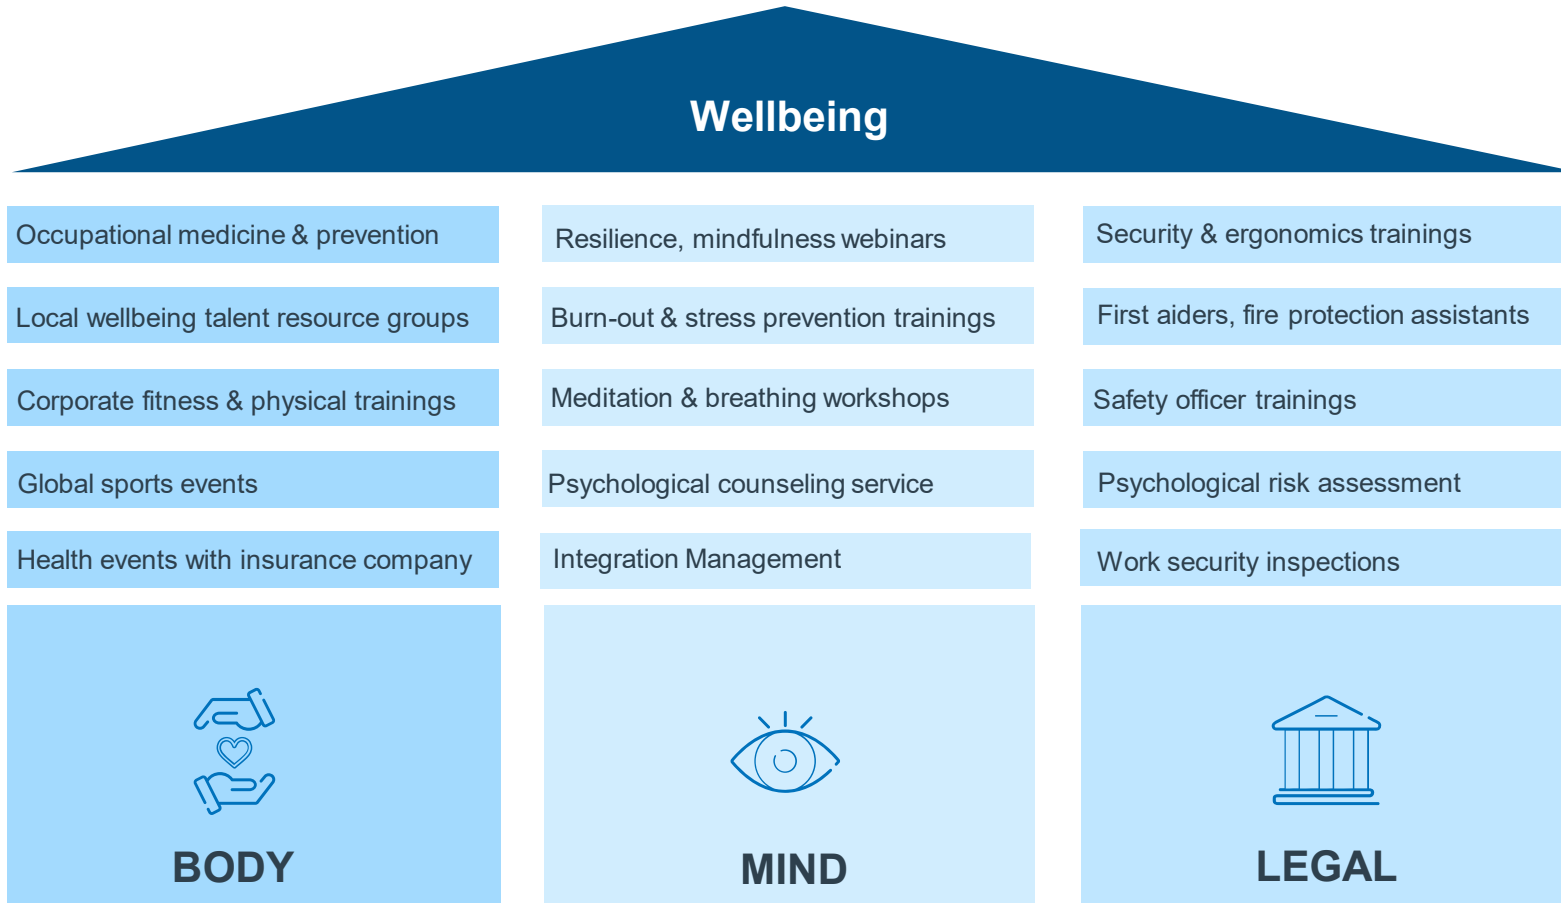 Wellbeing
Occupational medicine & prevention
Local wellbeing talent resource groups
Corporate fitness & physical trainings
Global sports events
Health events with insurance company
BODY
Resilience, mindfulness webinars
Burn-out & stress prevention trainings
Meditation & breathing workshops
Psychological counseling service
Integration Management
MIND
Security & ergonomics trainings
First aiders, fire protection assistants
Safety officer trainings
Psychological risk assessment
Work security inspections
LEGAL